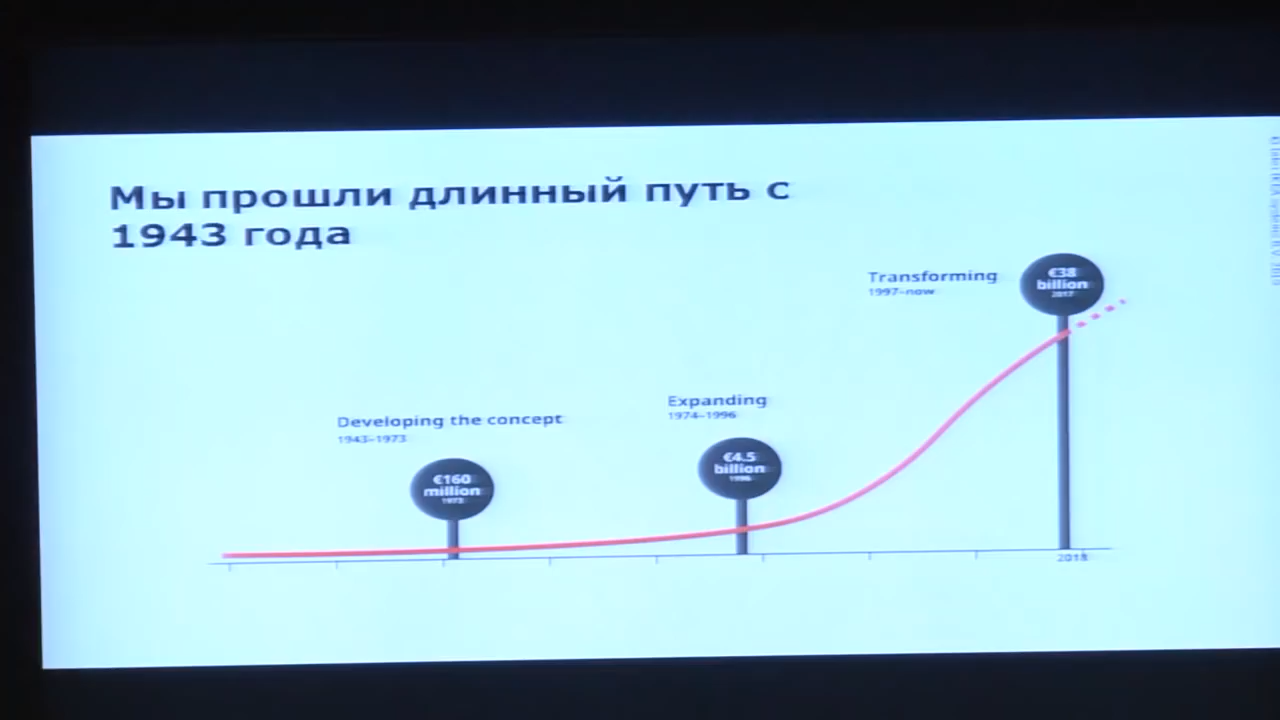 Мы прошли длинный путь с
1943 года
Transforming
1997–now
€38
billion
2017
Expanding
1974–1996
€4.5
billion
1996
Developing the concept
1943–1973
€160
million
1973
2018